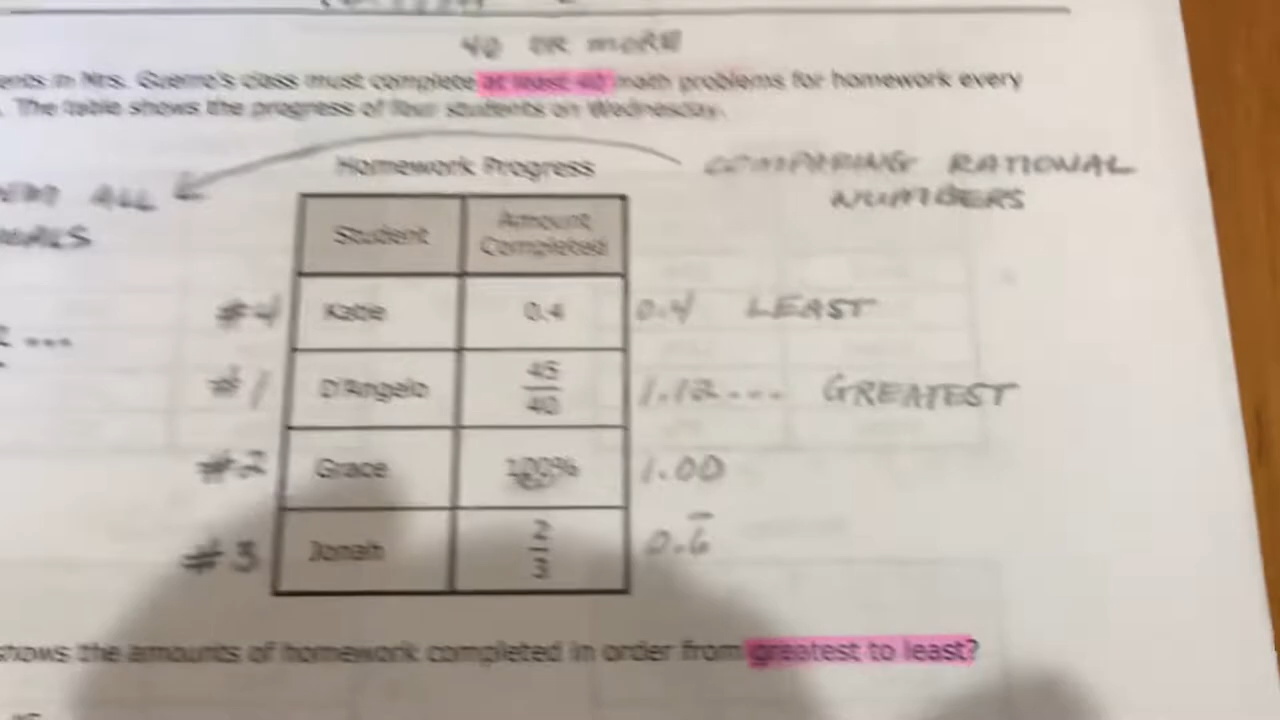 40 OR MORE
ents in Mrs. Guerre's class must complete at least 40 math problems for homework every
. The table shows the progress of four students on Wednesday.
Homework Progress
COMPARING RATIONAL
NUMBERS
ALL
Student
Amount
Completed
#4 Katie 0.4 0.4 LEAST
#1 D'Angelo 45/40 1.12... GREATEST
#2 Grace 100% 1.00
#3 Jonah 2/3 0.6̅
shows the amounts of homework completed in order from greatest to least?